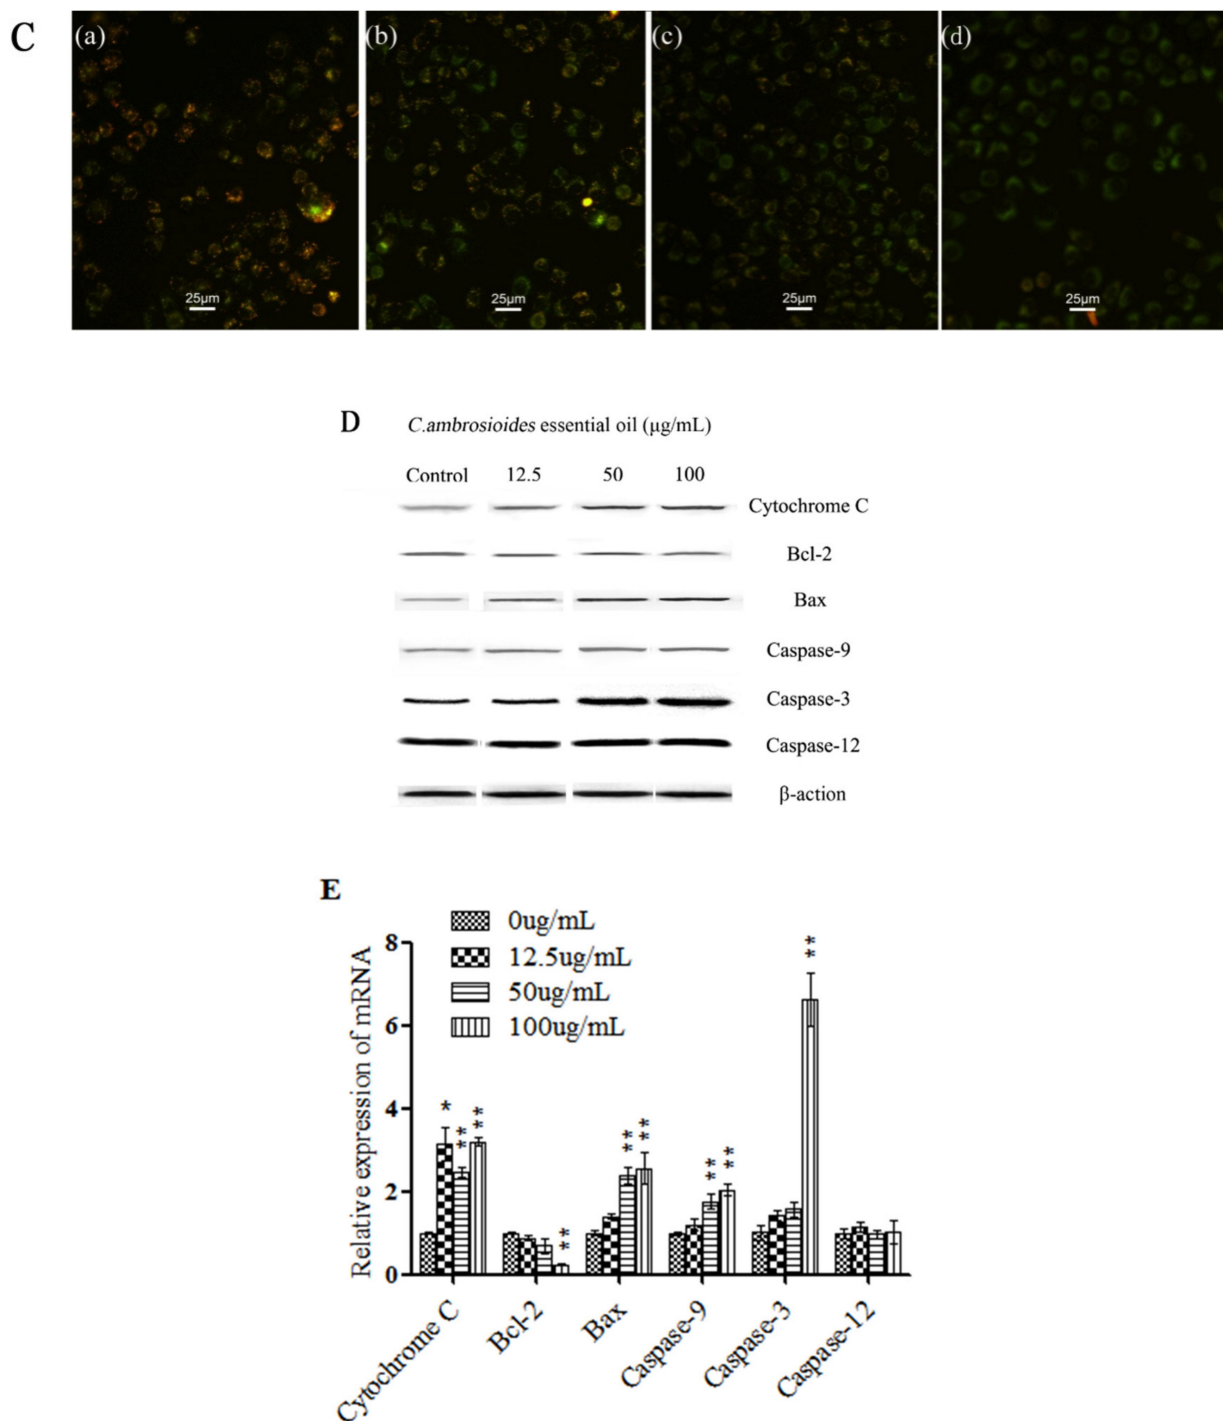 C (a) (b) (c) (d)
25μm 25μm 25μm 25μm
D C.ambrosioides essential oil (μg/mL)
Control 12.5 50 100
Cytochrome C
Bcl-2
Bax
Caspase-9
Caspase-3
Caspase-12
β-action
E
Relative expression of mRNA
8
6
4
2
0
0ug/mL
12.5ug/mL
50ug/mL
100ug/mL
*
**
**
**
**
**
**
**
**
Cytochrome C
Bcl-2
Bax
Caspase-9
Caspase-3
Caspase-12